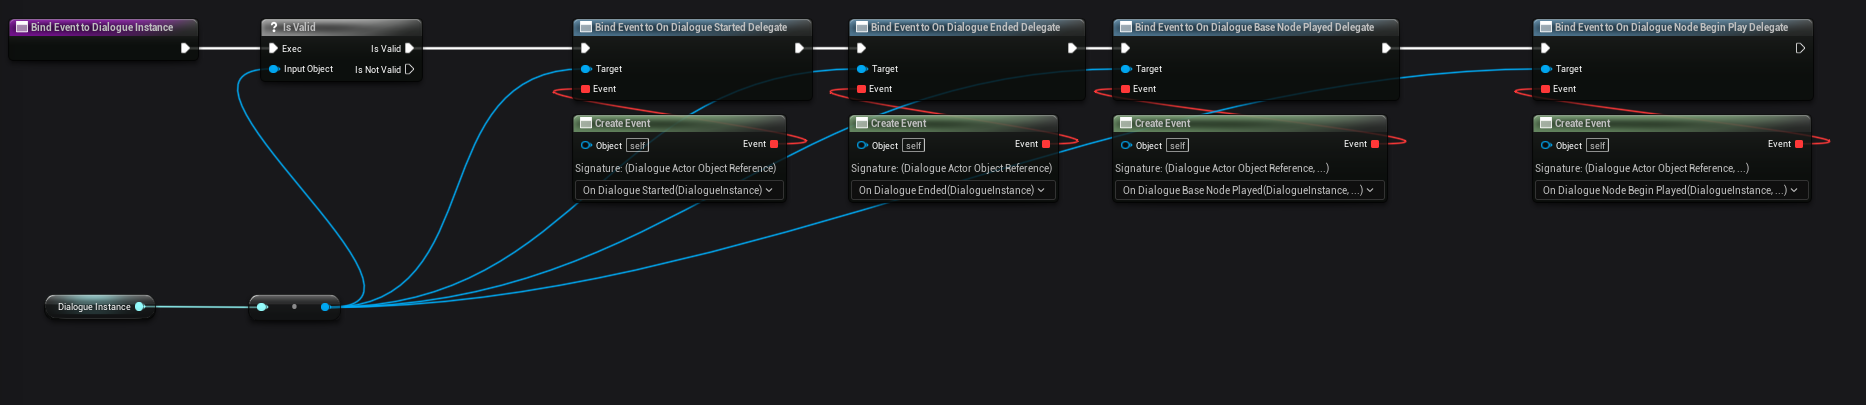 Bind Event to Dialogue Instance
? Is Valid
Exec
Is Valid
Input Object
Is Not Valid
Bind Event to On Dialogue Started Delegate
Target
Event
Create Event
Object self
Event
Signature: (Dialogue Actor Object Reference)
On Dialogue Started(DialogueInstance)
Bind Event to On Dialogue Ended Delegate
Target
Event
Create Event
Object self
Event
Signature: (Dialogue Actor Object Reference)
On Dialogue Ended(DialogueInstance)
Bind Event to On Dialogue Base Node Played Delegate
Target
Event
Create Event
Object self
Event
Signature: (Dialogue Actor Object Reference, ...)
On Dialogue Base Node Played(DialogueInstance, ...)
Bind Event to On Dialogue Node Begin Play Delegate
Target
Event
Create Event
Object self
Event
Signature: (Dialogue Actor Object Reference, ...)
On Dialogue Node Begin Played(DialogueInstance, ...)
Dialogue Instance